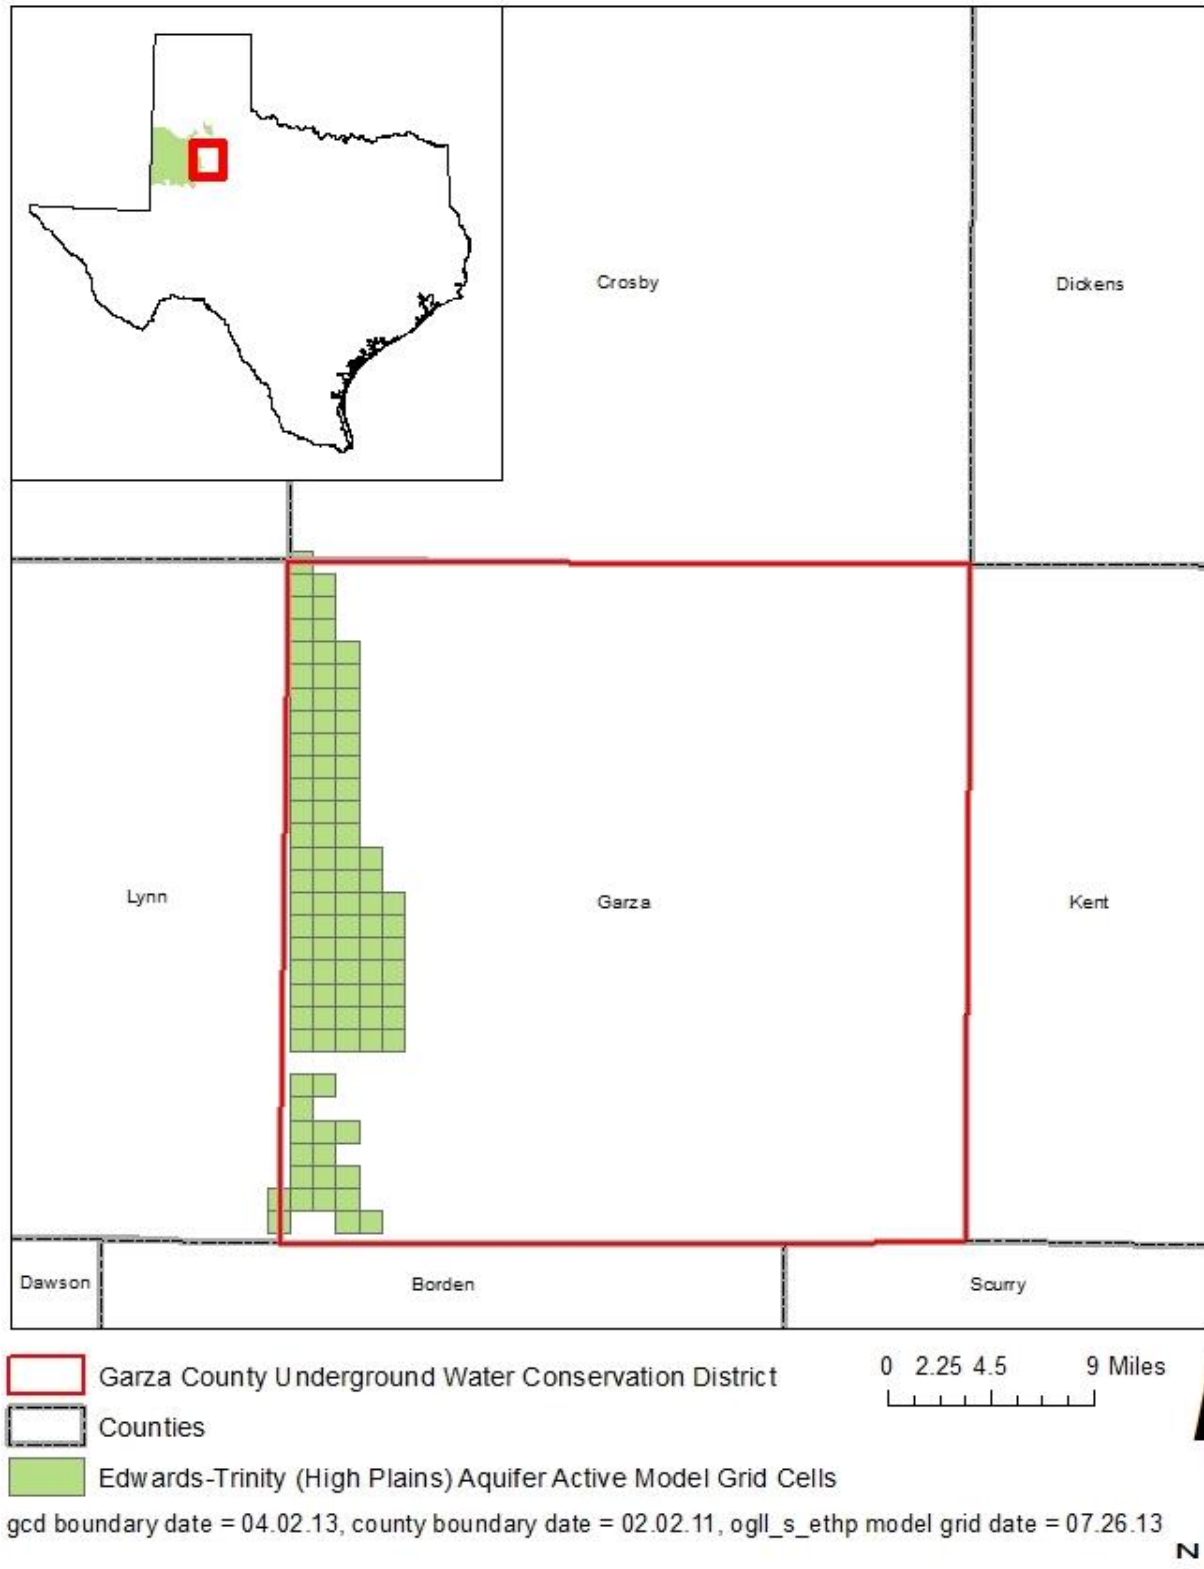 Crosby
Dickens
Lynn
Garza
Kent
Dawson
Borden
Scurry
Garza County Underground Water Conservation District
0 2.25 4.5 9 Miles
Counties
Edwards-Trinity (High Plains) Aquifer Active Model Grid Cells
gcd boundary date = 04.02.13, county boundary date = 02.02.11, ogll_s_ethp model grid date = 07.26.13
N